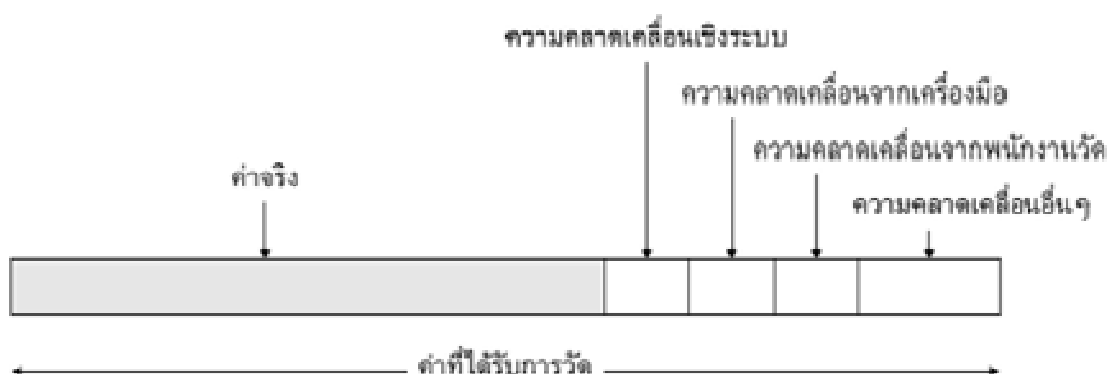 ความคลาดเคลื่อนเชิงระบบ
ความคลาดเคลื่อนจากเครื่องมือ
ความคลาดเคลื่อนจากพนักงานวัด
ค่าจริง
ความคลาดเคลื่อนอื่นๆ
ค่าที่ได้รับการวัด